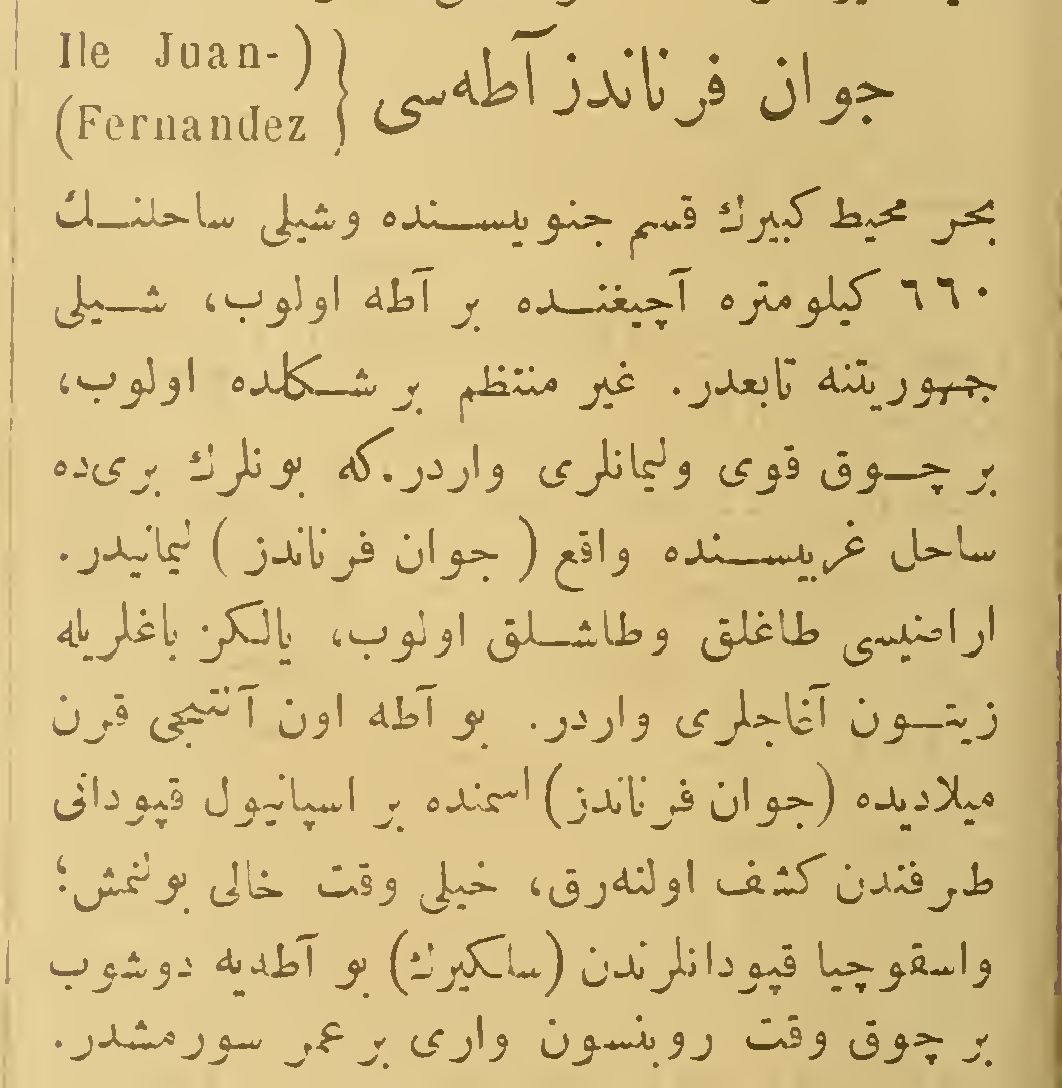 جوان فرناندز آطه‌سی { (Ile Juan-
Fernandez)
بحر محیط کبیرك قسم جنوبیسنده وشیلی ساحلنك
٦٦٠ کیلومتره آچیغنده بر آطه اولوب، شیلی
جمهوریتنه تابعدر. غیر منتظم بر شکلده اولوب،
بر چوق قوی ولیمانلری واردر.که بونلرك بری‌ده
ساحل غربیسنده واقع (جوان فرناندز) لیمانیدر.
اراضیسی طاغلق وطاشلق اولوب، یالکز باغلریله
زیتون آغاجلری واردر. بو آطه اون آلتیجی قرن
میلادیده (جوان فرناندز) اسمنده بر اسپانیول قپودانی
طرفندن کشف اولنه‌رق، خیلی وقت خالی بولنمش؛
واسقوچیا قپودانلرندن (سلکیرك) بو آطه‌یه دوشوب
بر چوق وقت روبنسون واری بر عمر سورمشدر.